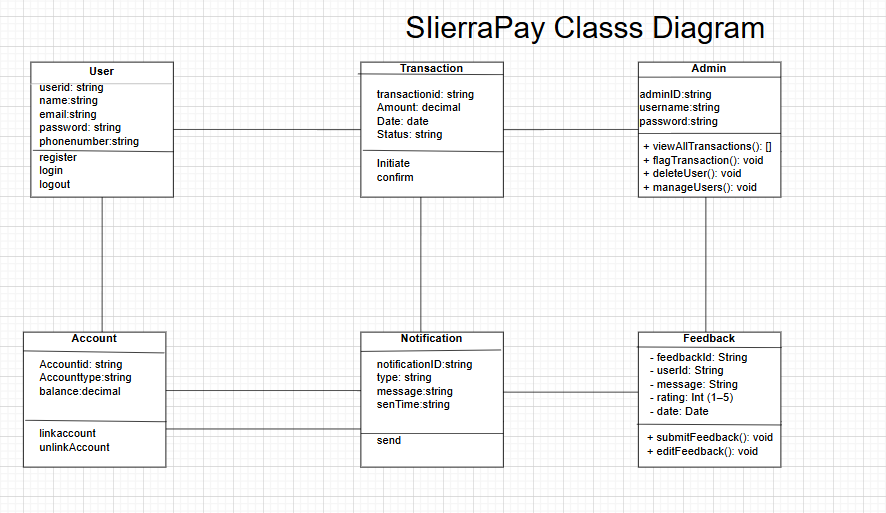 SIierraPay Classs Diagram
User
userid: string
name:string
email:string
password: string
phonenumber:string
register
login
logout
Transaction
transactionid: string
Amount: decimal
Date: date
Status: string
Initiate
confirm
Admin
adminID:string
username:string
password:string
+ viewAllTransactions(): []
+ flagTransaction(): void
+ deleteUser(): void
+ manageUsers(): void
Account
Accountid: string
Accounttype:string
balance:decimal
linkaccount
unlinkAccount
Notification
notificationID:string
type: string
message:string
senTime:string
send
Feedback
- feedbackId: String
- userId: String
- message: String
- rating: Int (1–5)
- date: Date
+ submitFeedback(): void
+ editFeedback(): void